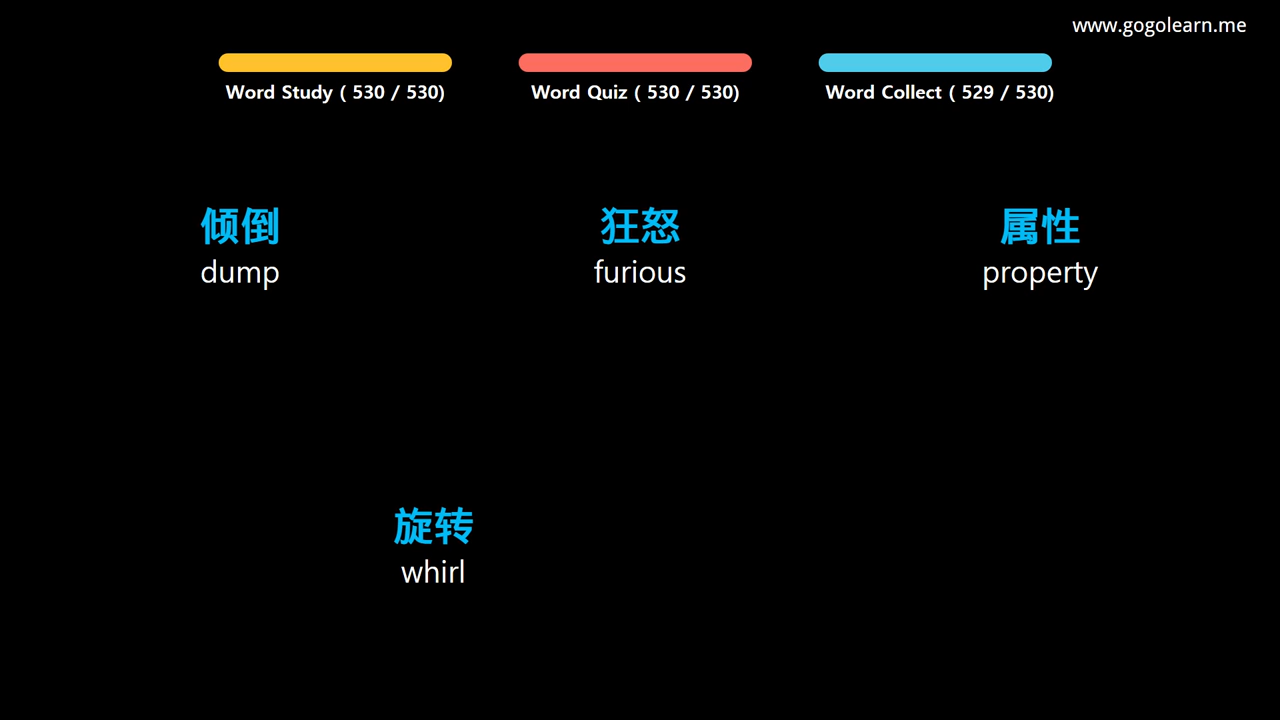 www.gogolearn.me
Word Study ( 530 / 530)
Word Quiz ( 530 / 530)
Word Collect ( 529 / 530)
倾倒
dump
狂怒
furious
属性
property
旋转
whirl